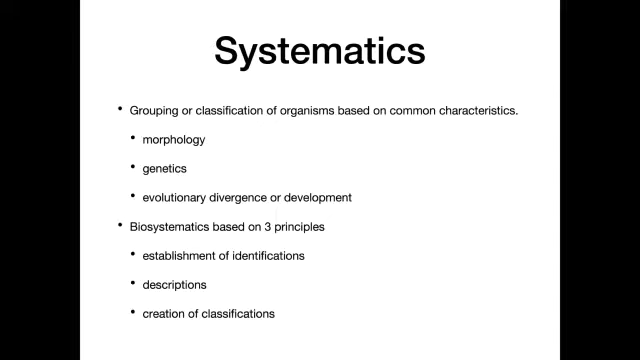 Systematics
• Grouping or classification of organisms based on common characteristics.
• morphology
• genetics
• evolutionary divergence or development
• Biosystematics based on 3 principles
• establishment of identifications
• descriptions
• creation of classifications